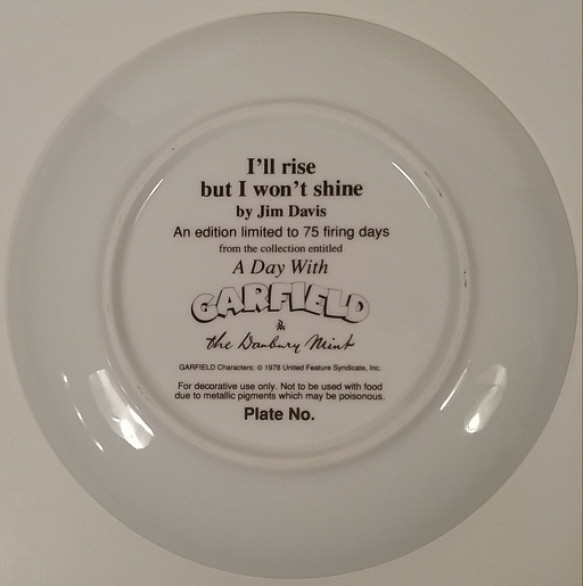 I'll rise
but I won't shine
by Jim Davis
An edition limited to 75 firing days
from the collection entitled
A Day With
GARFIELD
&
the Danbury Mint
GARFIELD Characters: © 1978 United Feature Syndicate, Inc.
For decorative use only. Not to be used with food
due to metallic pigments which may be poisonous.
Plate No.